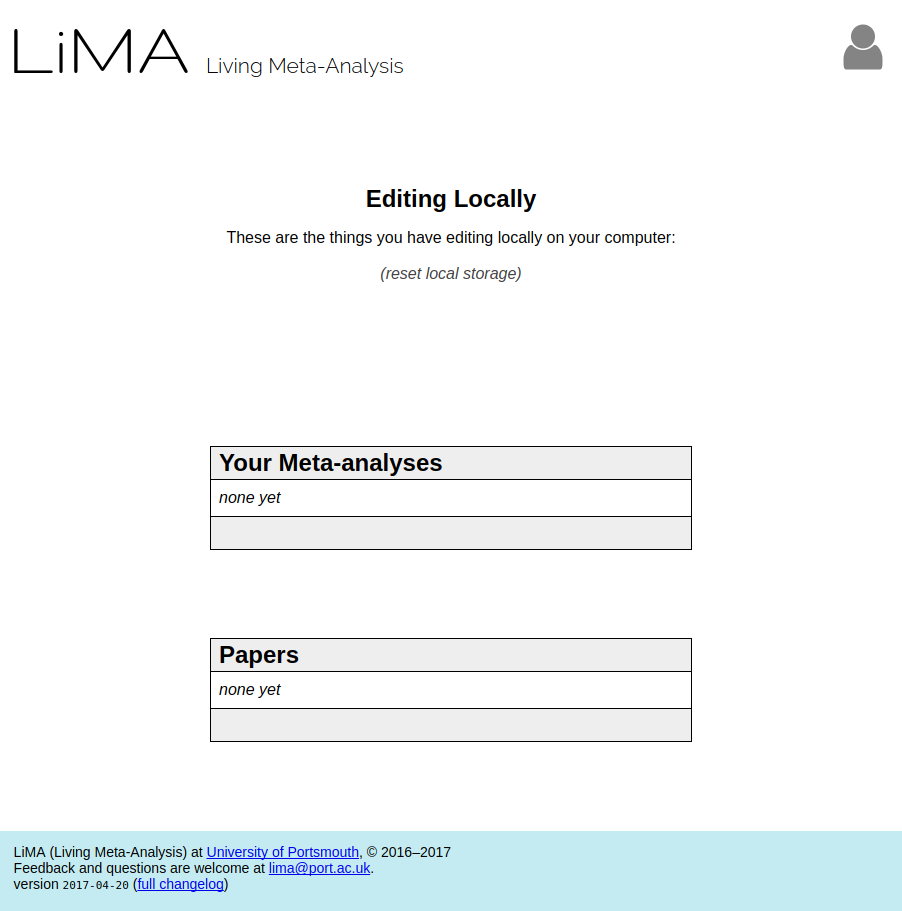 LiMA Living Meta-Analysis
Editing Locally
These are the things you have editing locally on your computer:
(reset local storage)
Your Meta-analyses
none yet
Papers
none yet
LiMA (Living Meta-Analysis) at University of Portsmouth, © 2016–2017
Feedback and questions are welcome at lima@port.ac.uk.
version 2017-04-20 (full changelog)